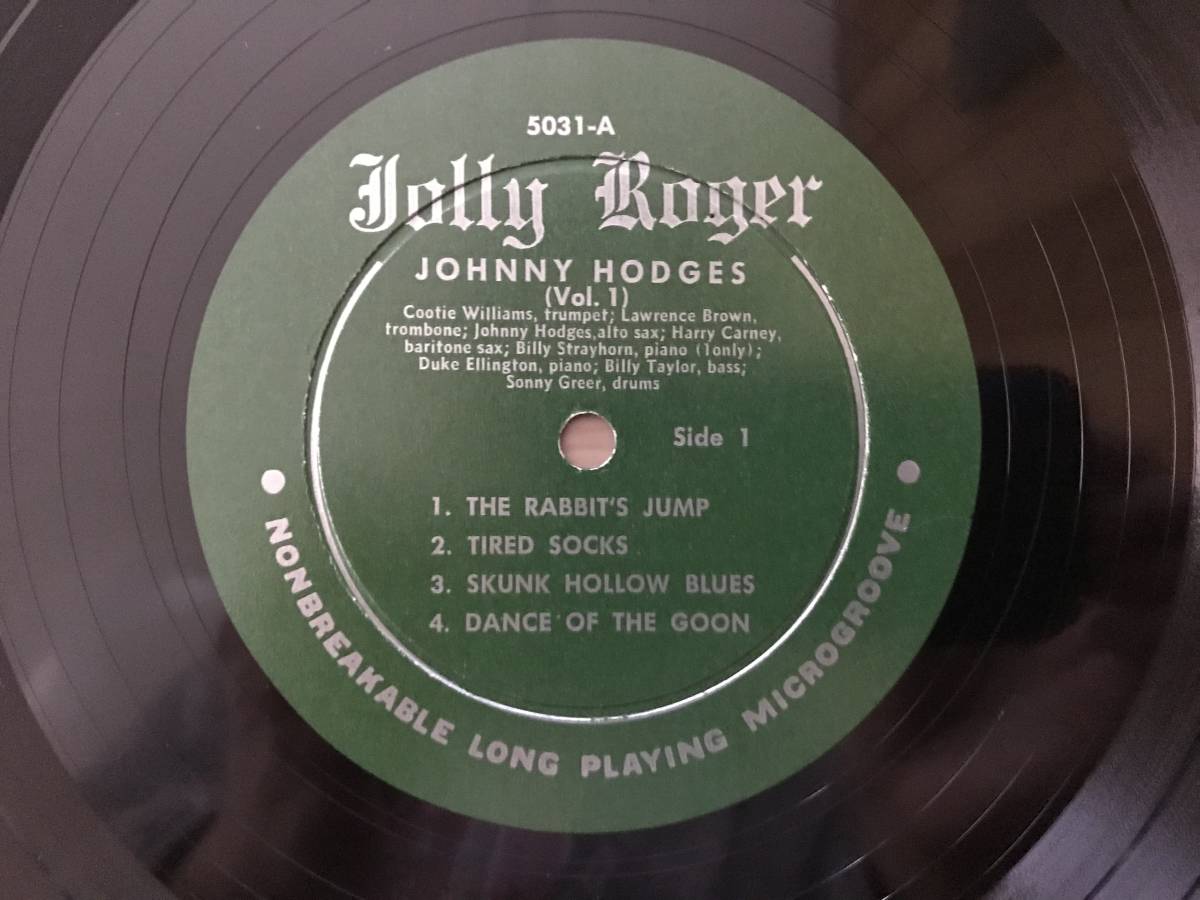 5031-A
Jolly Roger
JOHNNY HODGES
(Vol. 1)
Cootie Williams, trumpet; Lawrence Brown,
trombone; Johnny Hodges,alto sax; Harry Carney,
baritone sax; Billy Strayhorn, piano (1only);
Duke Ellington, piano; Billy Taylor, bass;
Sonny Greer, drums
Side 1
1. THE RABBIT'S JUMP
2. TIRED SOCKS
3. SKUNK HOLLOW BLUES
4. DANCE OF THE GOON
NONBREAKABLE LONG PLAYING MICROGROOVE